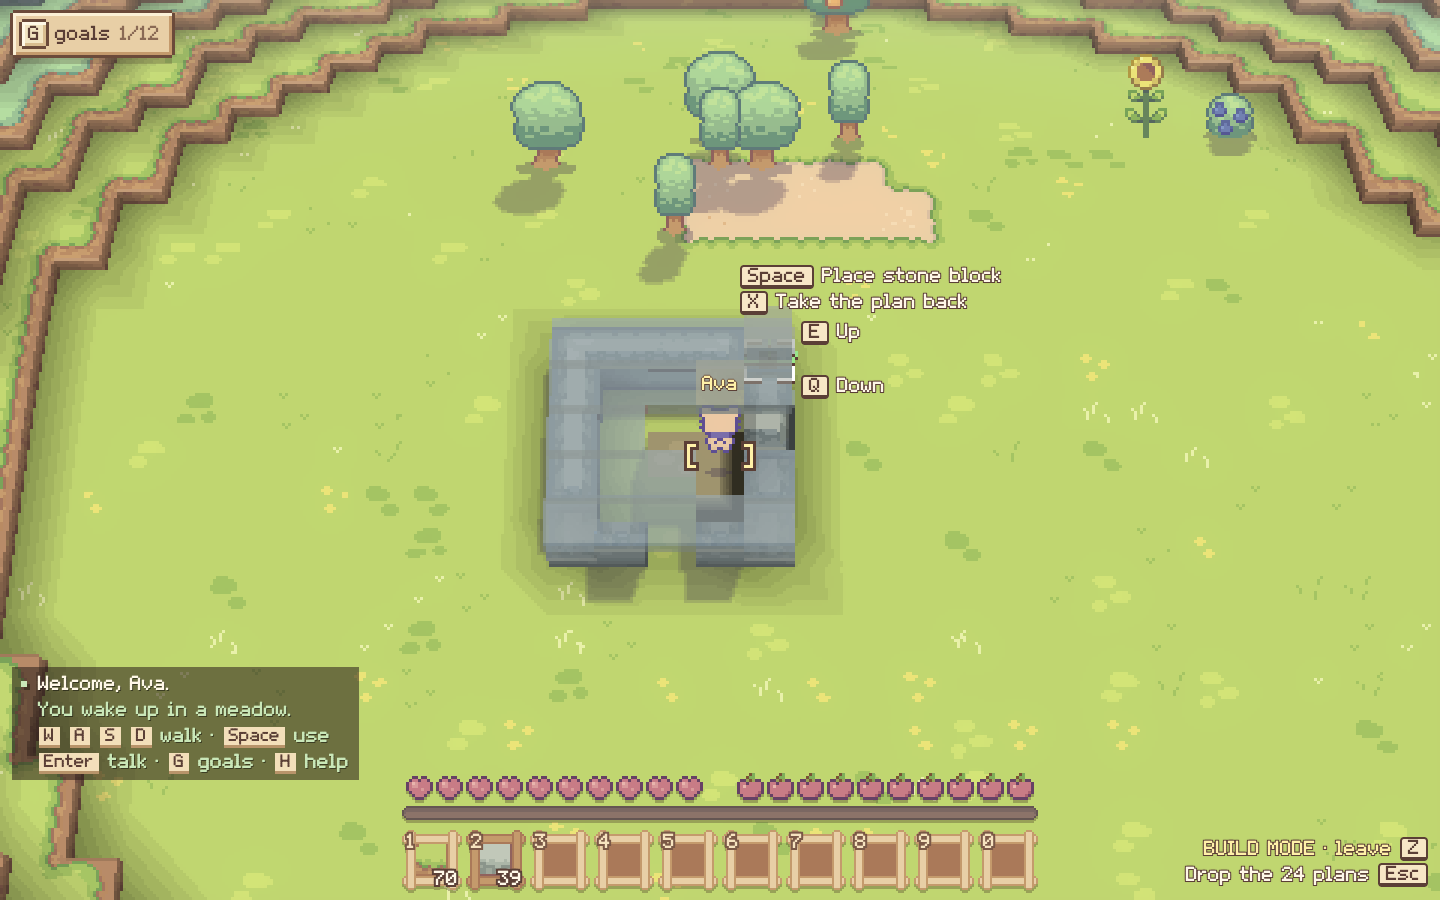 G goals 1/12
Space Place stone block
X Take the plan back
E Up
Ava
Q Down
Welcome, Ava.
You wake up in a meadow.
W A S D walk · Space use
Enter talk · G goals · H help
1 2 3 4 5 6 7 8 9 0
70 39
BUILD MODE · leave Z
Drop the 24 plans Esc